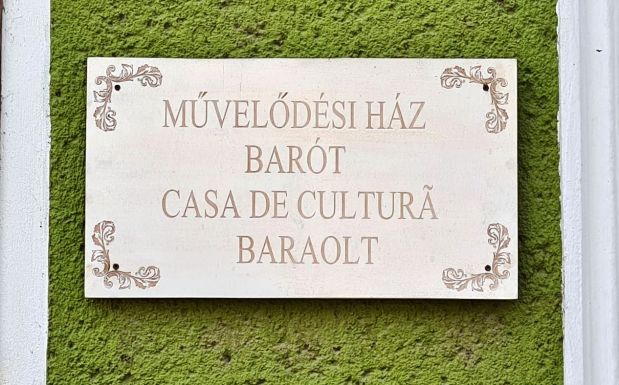 MŰVELŐDÉSI HÁZ
BARÓT
CASA DE CULTURÃ
BARAOLT